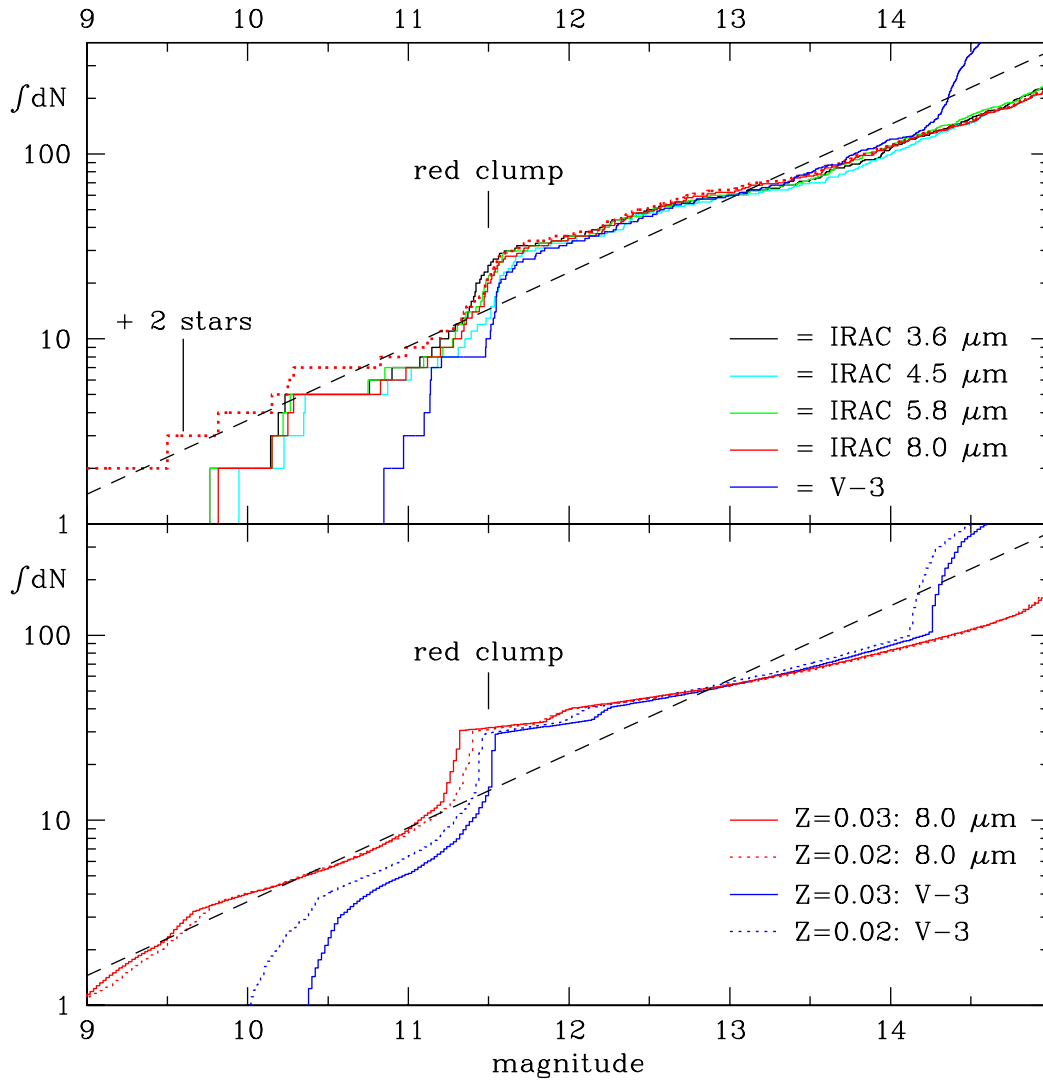 9 10 11 12 13 14
∫dN
100
red clump
+ 2 stars
10
= IRAC 3.6 μm
= IRAC 4.5 μm
= IRAC 5.8 μm
= IRAC 8.0 μm
= V−3
1
∫dN
100
red clump
10
Z=0.03: 8.0 μm
Z=0.02: 8.0 μm
Z=0.03: V−3
Z=0.02: V−3
1
9 10 11 12 13 14
magnitude